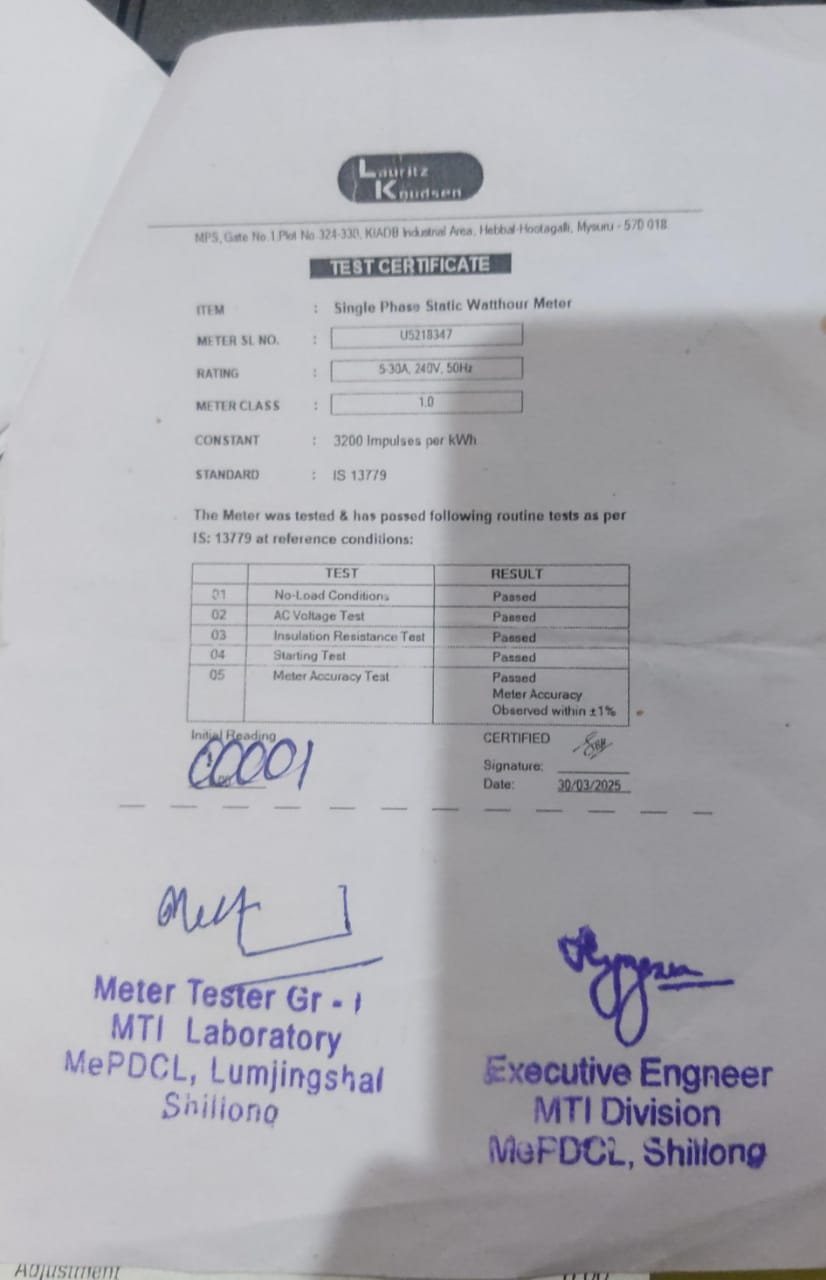 Lauritz
Knudsen
MPS, Gate No.1 Plot No 324-330, KIADB Industrial Area, Hebbal-Hootagalli, Mysuru - 570 018
TEST CERTIFICATE
ITEM : Single Phase Static Watthour Meter
METER SL NO. : U5218347
RATING : 5-30A, 240V, 50Hz
METER CLASS : 1.0
CONSTANT : 3200 Impulses per kWh
STANDARD : IS 13779
The Meter was tested & has passed following routine tests as per
IS: 13779 at reference conditions:
TEST RESULT
01 No-Load Conditions Passed
02 AC Voltage Test Passed
03 Insulation Resistance Test Passed
04 Starting Test Passed
05 Meter Accuracy Test Passed
Meter Accuracy
Observed within ±1%
Initial Reading CERTIFIED
00001
Signature:
Date: 30/03/2025
Meter Tester Gr - I
MTI Laboratory
MePDCL, Lumjingshai
Shillong
Executive Engneer
MTI Division
MePDCL, Shillong
Adjustment